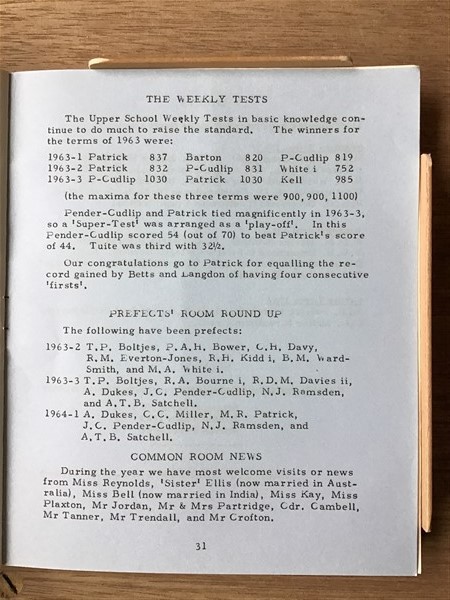 THE WEEKLY TESTS
The Upper School Weekly Tests in basic knowledge con-
tinue to do much to raise the standard. The winners for
the terms of 1963 were:
1963-1 Patrick 837 Barton 820 P-Cudlip 819
1963-2 Patrick 832 P-Cudlip 831 White i 752
1963-3 P-Cudlip 1030 Patrick 1030 Kell 985
(the maxima for these three terms were 900, 900, 1100)
Pender-Cudlip and Patrick tied magnificently in 1963-3,
so a 'Super-Test' was arranged as a 'play-off'. In this
Pender-Cudlip scored 54 (out of 70) to beat Patrick's score
of 44. Tuite was third with 32½.
Our congratulations go to Patrick for equalling the re-
cord gained by Betts and Langdon of having four consecutive
'firsts'.
PREFECTS' ROOM ROUND UP
The following have been prefects:
1963-2 T.P. Boltjes, P.A.H. Bower, C.H. Davy,
R.M. Everton-Jones, R.H. Kidd i, B.M. Ward-
Smith, and M.A. White i.
1963-3 T.P. Boltjes, R.A. Bourne i, R.D.M. Davies ii,
A. Dukes, J.C. Pender-Cudlip, N.J. Ramsden,
and A.T.B. Satchell.
1964-1 A. Dukes, C.C. Miller, M.R. Patrick,
J.C. Pender-Cudlip, N.J. Ramsden, and
A.T.B. Satchell.
COMMON ROOM NEWS
During the year we have most welcome visits or news
from Miss Reynolds, 'Sister' Ellis (now married in Aust-
ralia), Miss Bell (now married in India), Miss Kay, Miss
Plaxton, Mr Jordan, Mr & Mrs Partridge, Cdr. Cambell,
Mr Tanner, Mr Trendall, and Mr Crofton.
31